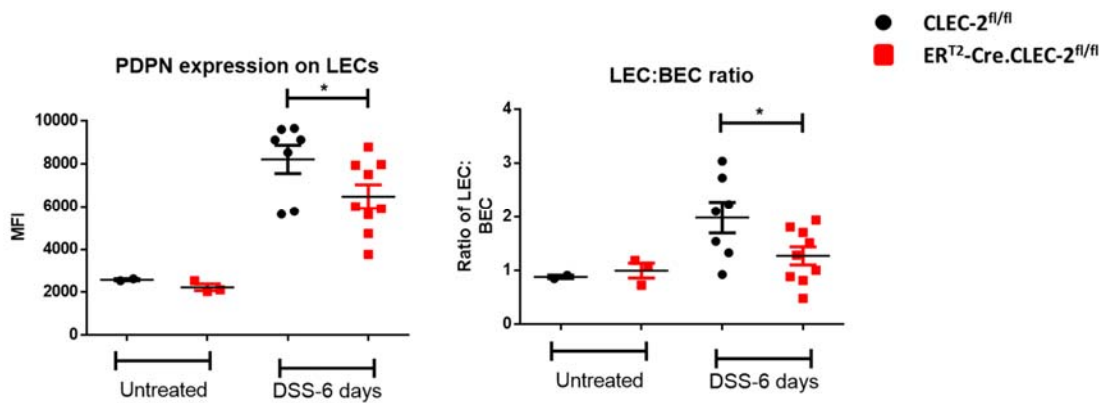 CLEC-2fl/fl
ERT2-Cre.CLEC-2fl/fl
PDPN expression on LECs
*
10000
8000
6000
4000
2000
0
MFI
Untreated
DSS-6 days
LEC:BEC ratio
*
4
3
2
1
0
Ratio of LEC:
BEC
Untreated
DSS-6 days